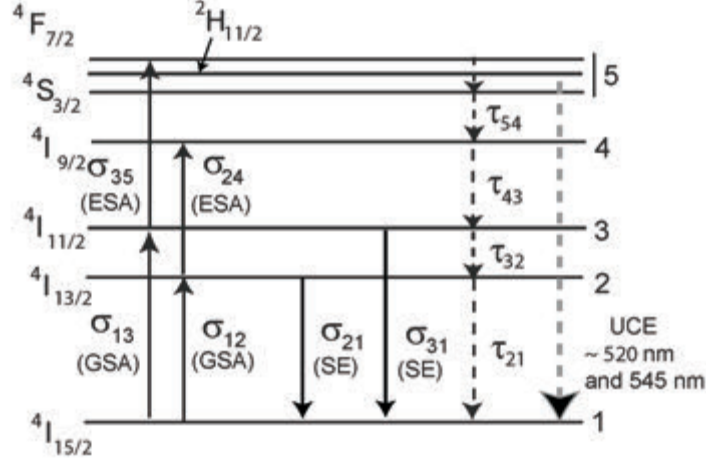 ⁴F₇/₂
²H₁₁/₂
⁴S₃/₂
5
τ₅₄
⁴I₉/₂
4
σ₃₅
(ESA)
σ₂₄
(ESA)
τ₄₃
⁴I₁₁/₂
3
τ₃₂
⁴I₁₃/₂
2
σ₁₃
(GSA)
σ₁₂
(GSA)
σ₂₁
(SE)
σ₃₁
(SE)
τ₂₁
UCE
~ 520 nm
and 545 nm
⁴I₁₅/₂
1